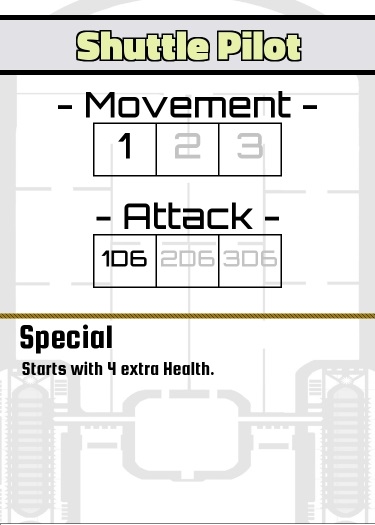 Shuttle Pilot
- Movement -
1 2 3
- Attack -
1D6 2D6 3D6
Special
Starts with 4 extra Health.